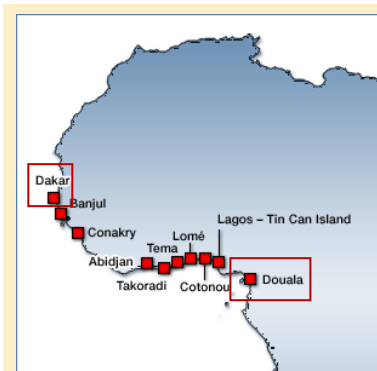 Dakar
Banjul
Conakry
Lagos – Tin Can Island
Lomé
Tema
Abidjan
Takoradi
Cotonou
Douala